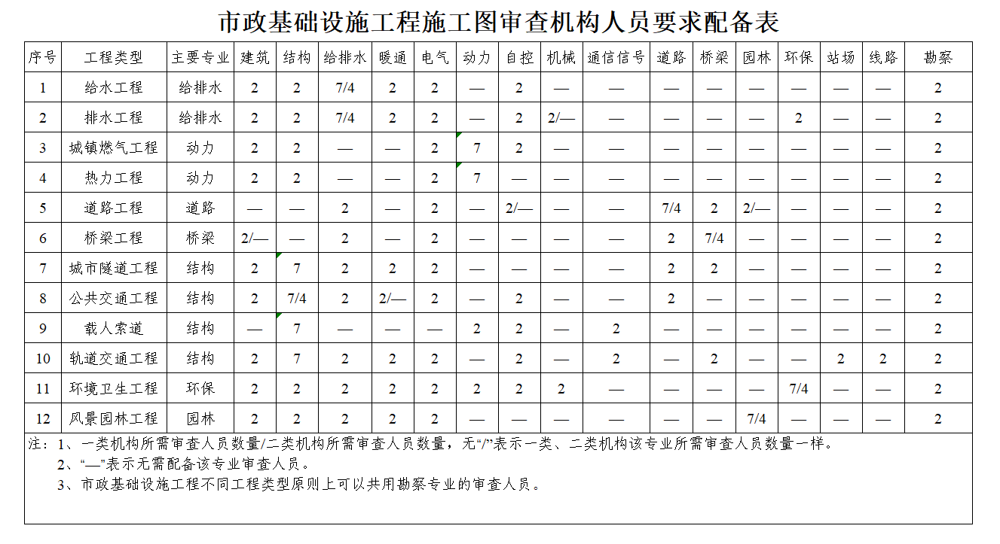 市政基础设施工程施工图审查机构人员要求配备表
序号 工程类型 主要专业 建筑 结构 给排水 暖通 电气 动力 自控 机械 通信信号 道路 桥梁 园林 环保 站场 线路 勘察
1 给水工程 给排水 2 2 7/4 2 2 — 2 — — — — — — — — 2
2 排水工程 给排水 2 2 7/4 2 2 — 2 2/— — — — — 2 — — 2
3 城镇燃气工程 动力 2 2 — — 2 7 2 — — — — — — — — 2
4 热力工程 动力 2 2 — — 2 7 — — — — — — — — — 2
5 道路工程 道路 — — 2 — 2 — 2/— — — 7/4 2 2/— — — — 2
6 桥梁工程 桥梁 2/— — 2 — 2 — — — — 2 7/4 — — — — 2
7 城市隧道工程 结构 2 7 2 2 2 — — — — 2 2 — — — — 2
8 公共交通工程 结构 2 7/4 2 2/— 2 — 2 — — 2 — — — — — 2
9 载人索道 结构 — 7 — — — 2 2 — 2 — — — — — — 2
10 轨道交通工程 结构 2 7 2 2 2 — 2 — 2 — 2 — — 2 2 2
11 环境卫生工程 环保 2 2 2 2 2 2 2 2 — — — — 7/4 — — 2
12 风景园林工程 园林 2 2 2 2 2 — — — — — — 7/4 — — — 2
注：1、一类机构所需审查人员数量/二类机构所需审查人员数量，无“/”表示一类、二类机构该专业所需审查人员数量一样。
2、“—”表示无需配备该专业审查人员。
3、市政基础设施工程不同工程类型原则上可以共用勘察专业的审查人员。